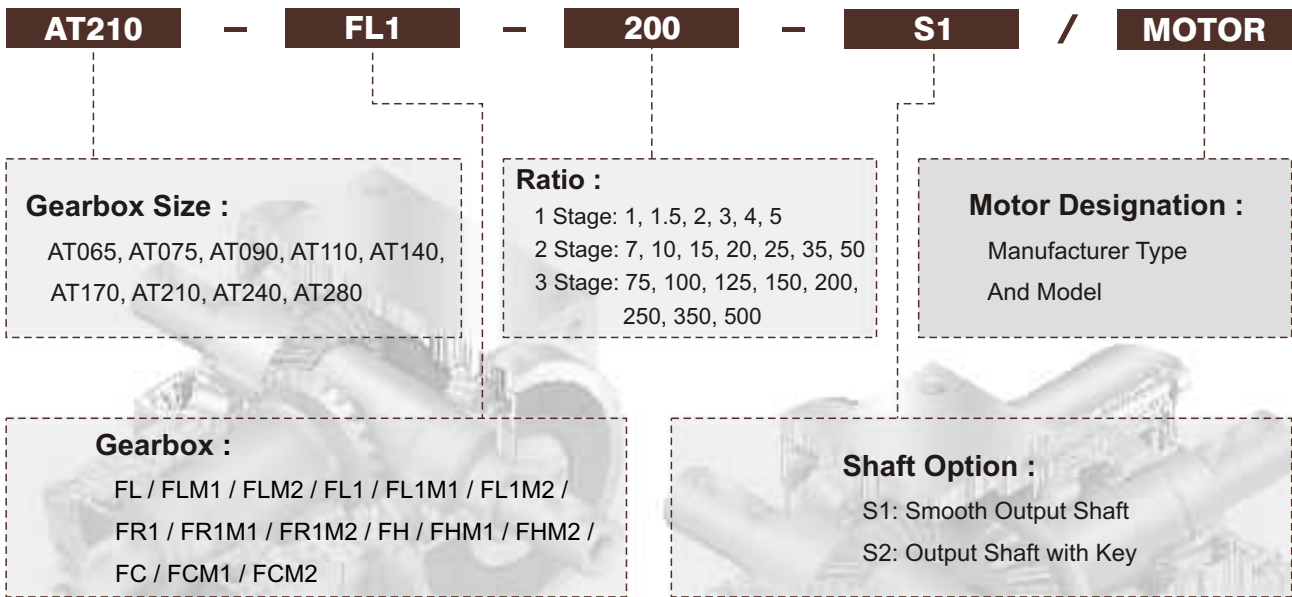 AT210 – FL1 – 200 – S1 / MOTOR
Gearbox Size :
AT065, AT075, AT090, AT110, AT140,
AT170, AT210, AT240, AT280
Ratio :
1 Stage: 1, 1.5, 2, 3, 4, 5
2 Stage: 7, 10, 15, 20, 25, 35, 50
3 Stage: 75, 100, 125, 150, 200,
250, 350, 500
Motor Designation :
Manufacturer Type
And Model
Gearbox :
FL / FLM1 / FLM2 / FL1 / FL1M1 / FL1M2 /
FR1 / FR1M1 / FR1M2 / FH / FHM1 / FHM2 /
FC / FCM1 / FCM2
Shaft Option :
S1: Smooth Output Shaft
S2: Output Shaft with Key